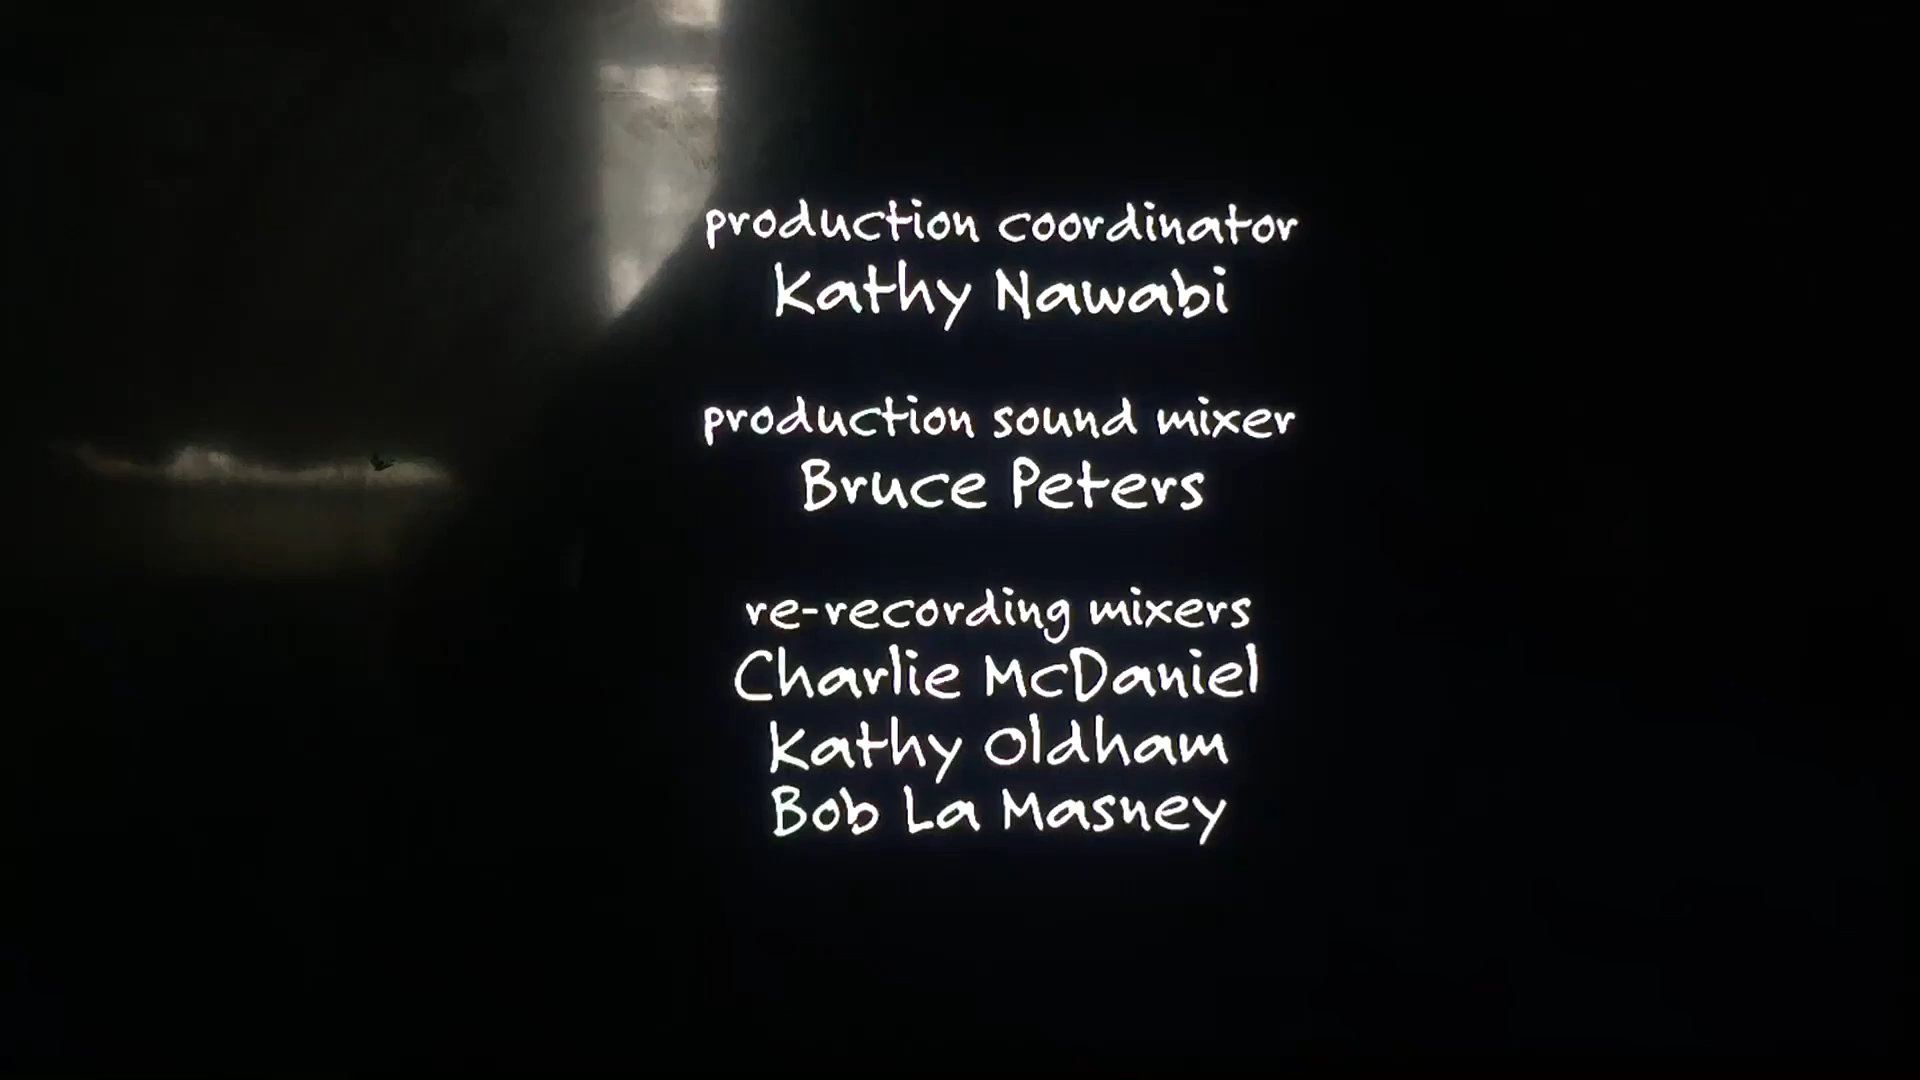 production coordinator
Kathy Nawabi
production sound mixer
Bruce Peters
re-recording mixers
Charlie McDaniel
Kathy Oldham
Bob La Masney